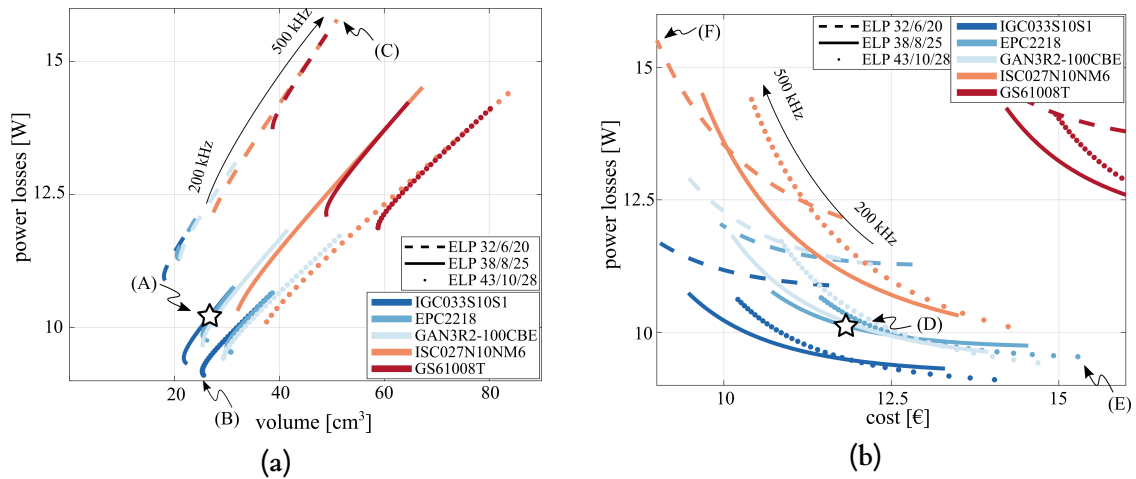 15
12.5
10
20
40
60
80
power losses [W]
volume [cm³]
200 kHz
500 kHz
(A)
(B)
(C)
ELP 32/6/20
ELP 38/8/25
ELP 43/10/28
IGC033S10S1
EPC2218
GAN3R2-100CBE
ISC027N10NM6
GS61008T
(a)
15
12.5
10
10
12.5
15
power losses [W]
cost [€]
(F)
500 kHz
200 kHz
(D)
(E)
ELP 32/6/20
ELP 38/8/25
ELP 43/10/28
IGC033S10S1
EPC2218
GAN3R2-100CBE
ISC027N10NM6
GS61008T
(b)